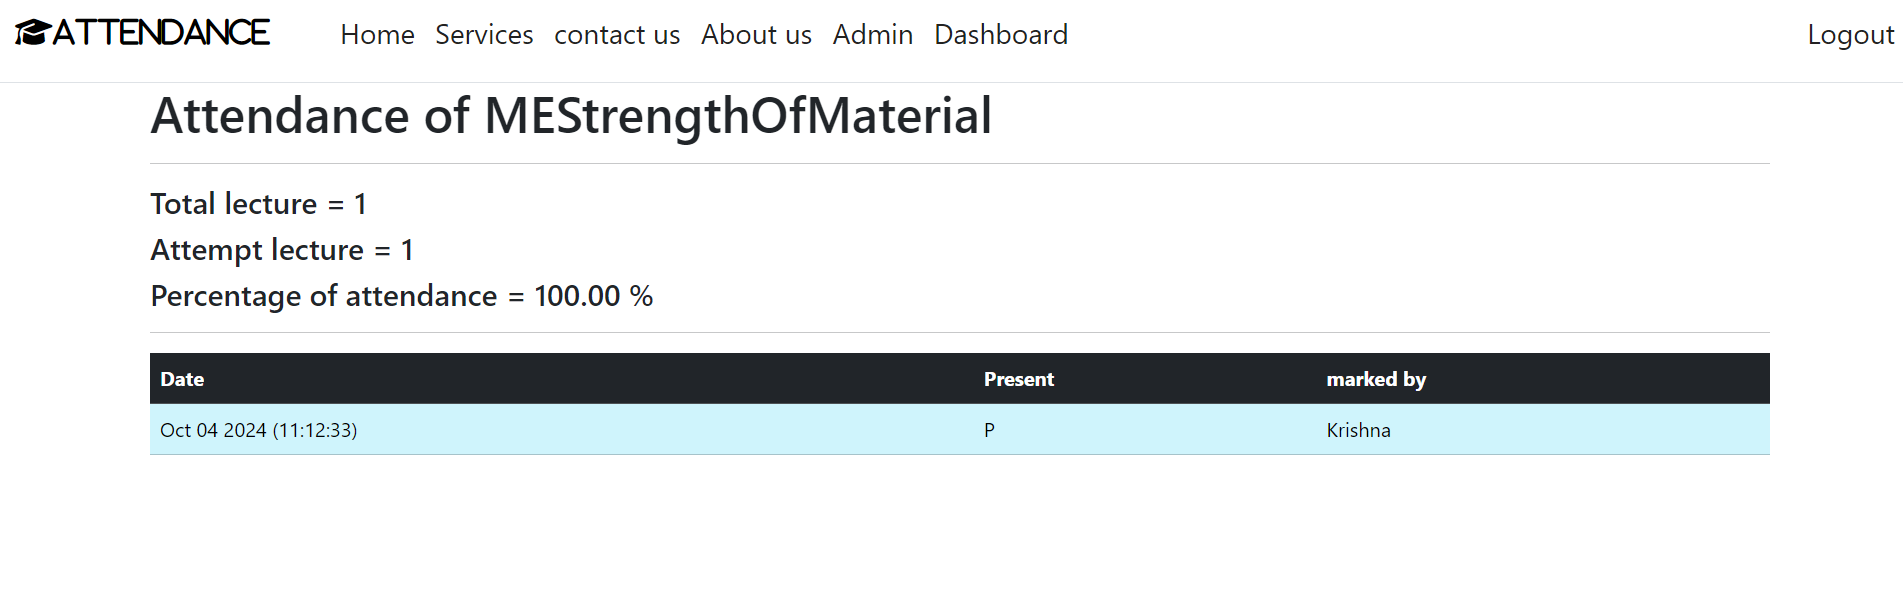 ATTENDANCE Home Services contact us About us Admin Dashboard Logout
Attendance of MEStrengthOfMaterial
Total lecture = 1
Attempt lecture = 1
Percentage of attendance = 100.00 %
Date Present marked by
Oct 04 2024 (11:12:33) P Krishna